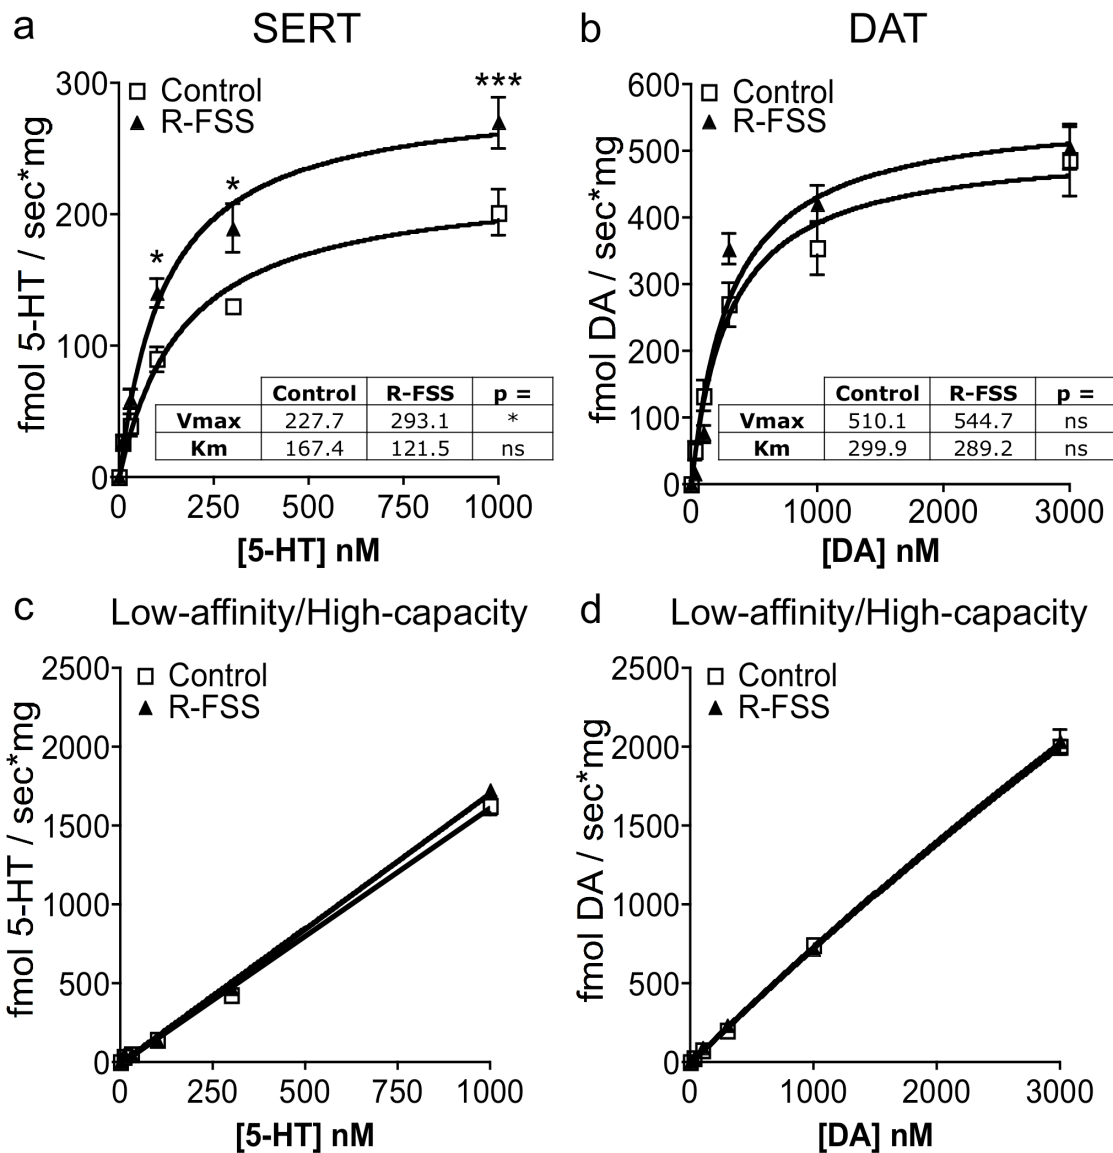 a SERT
300
Control
R-FSS
***
*
*
200
100
0
fmol 5-HT / sec*mg
Control R-FSS p =
Vmax 227.7 293.1 *
Km 167.4 121.5 ns
0 250 500 750 1000
[5-HT] nM
b DAT
600
Control
R-FSS
500
400
300
200
100
0
fmol DA / sec*mg
Control R-FSS p =
Vmax 510.1 544.7 ns
Km 299.9 289.2 ns
0 1000 2000 3000
[DA] nM
c Low-affinity/High-capacity
2500
Control
R-FSS
2000
1500
1000
500
0
fmol 5-HT / sec*mg
0 250 500 750 1000
[5-HT] nM
d Low-affinity/High-capacity
2500
Control
R-FSS
2000
1500
1000
500
0
fmol DA / sec*mg
0 1000 2000 3000
[DA] nM